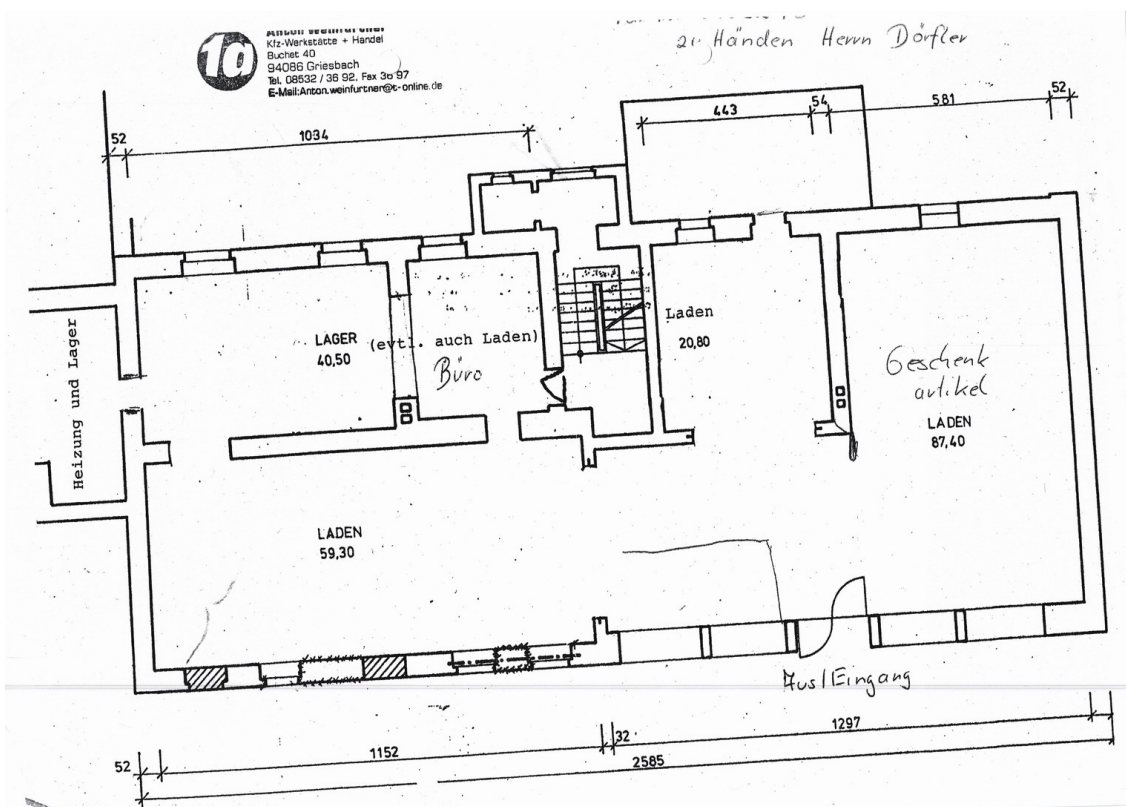 1a
Anton Weinfurtner
Kfz-Werkstätte + Handel
Buchet 40
94086 Griesbach
Tel. 08532 / 36 92, Fax 36 97
E-Mail:Anton.weinfurtner@t-online.de
zu Händen Herrn Dörfler
52
1034
443
54
581
52
Heizung und Lager
LAGER
40,50
(evtl. auch Laden)
Büro
Laden
20,80
Geschenk
artikel
LADEN
87,40
LADEN
59,30
Aus/Eingang
52
1152
32
1297
2585